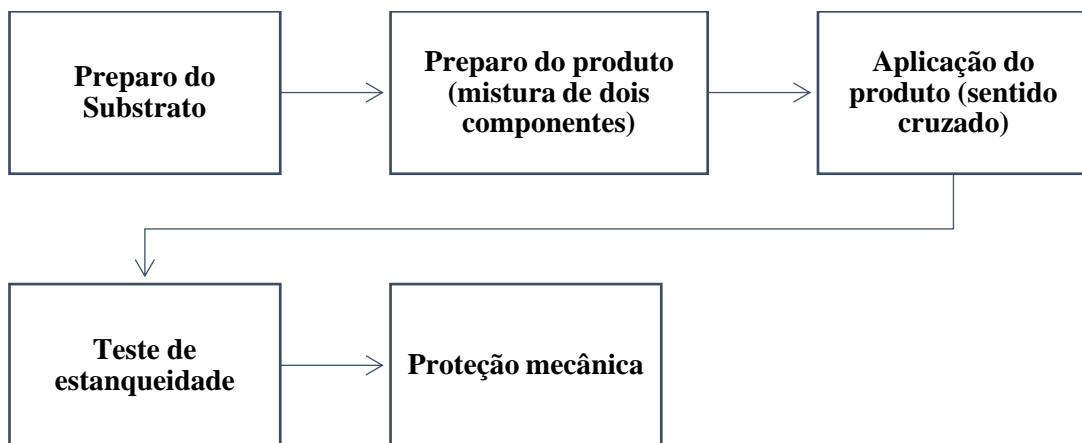 Preparo do
Substrato
Preparo do produto
(mistura de dois
componentes)
Aplicação do
produto (sentido
cruzado)
Teste de
estanqueidade
Proteção mecânica